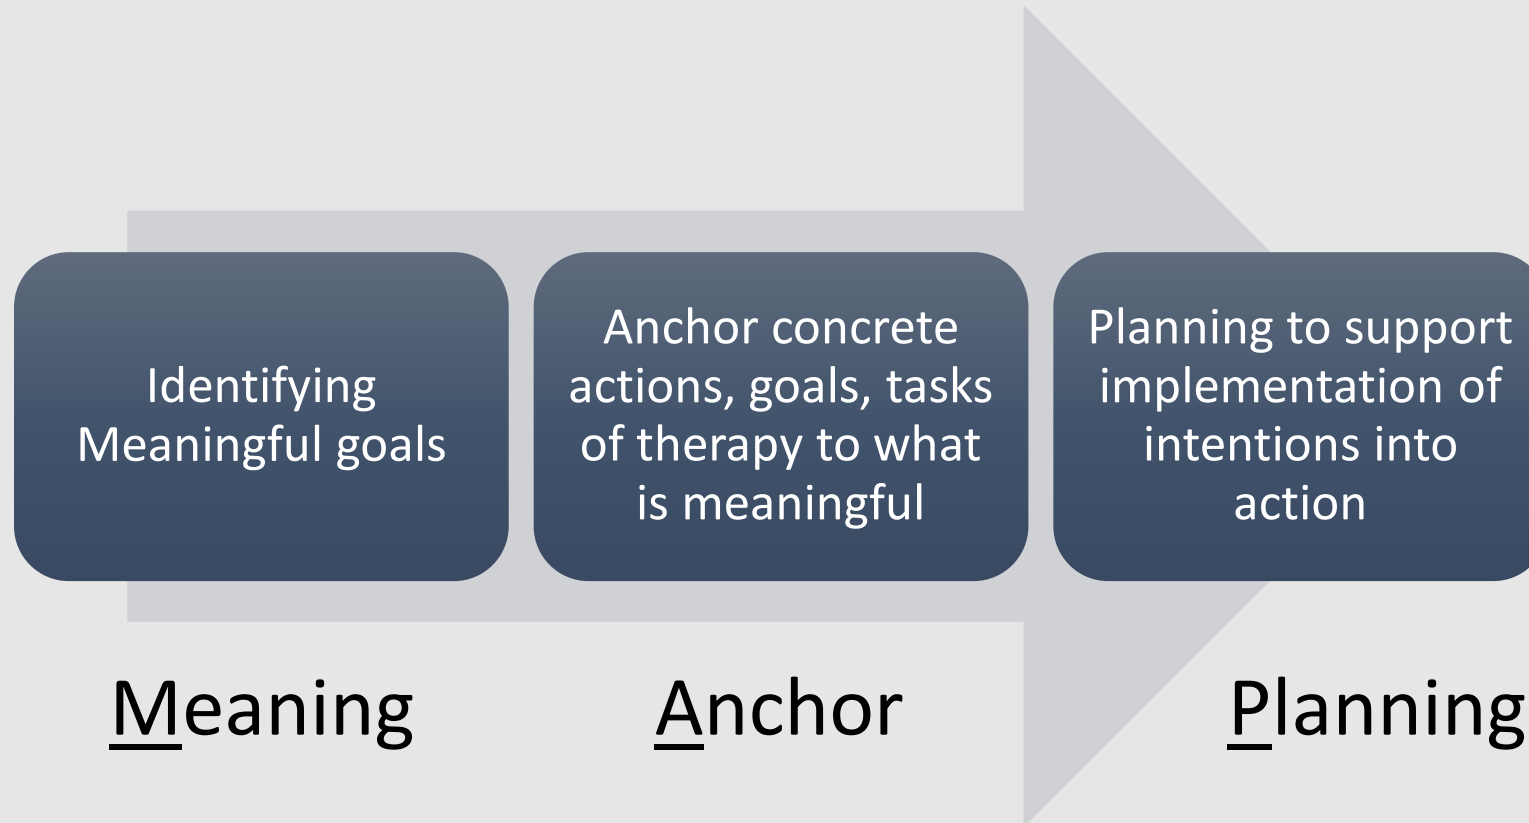 Identifying
Meaningful goals
Anchor concrete
actions, goals, tasks
of therapy to what
is meaningful
Planning to support
implementation of
intentions into
action
Meaning
Anchor
Planning